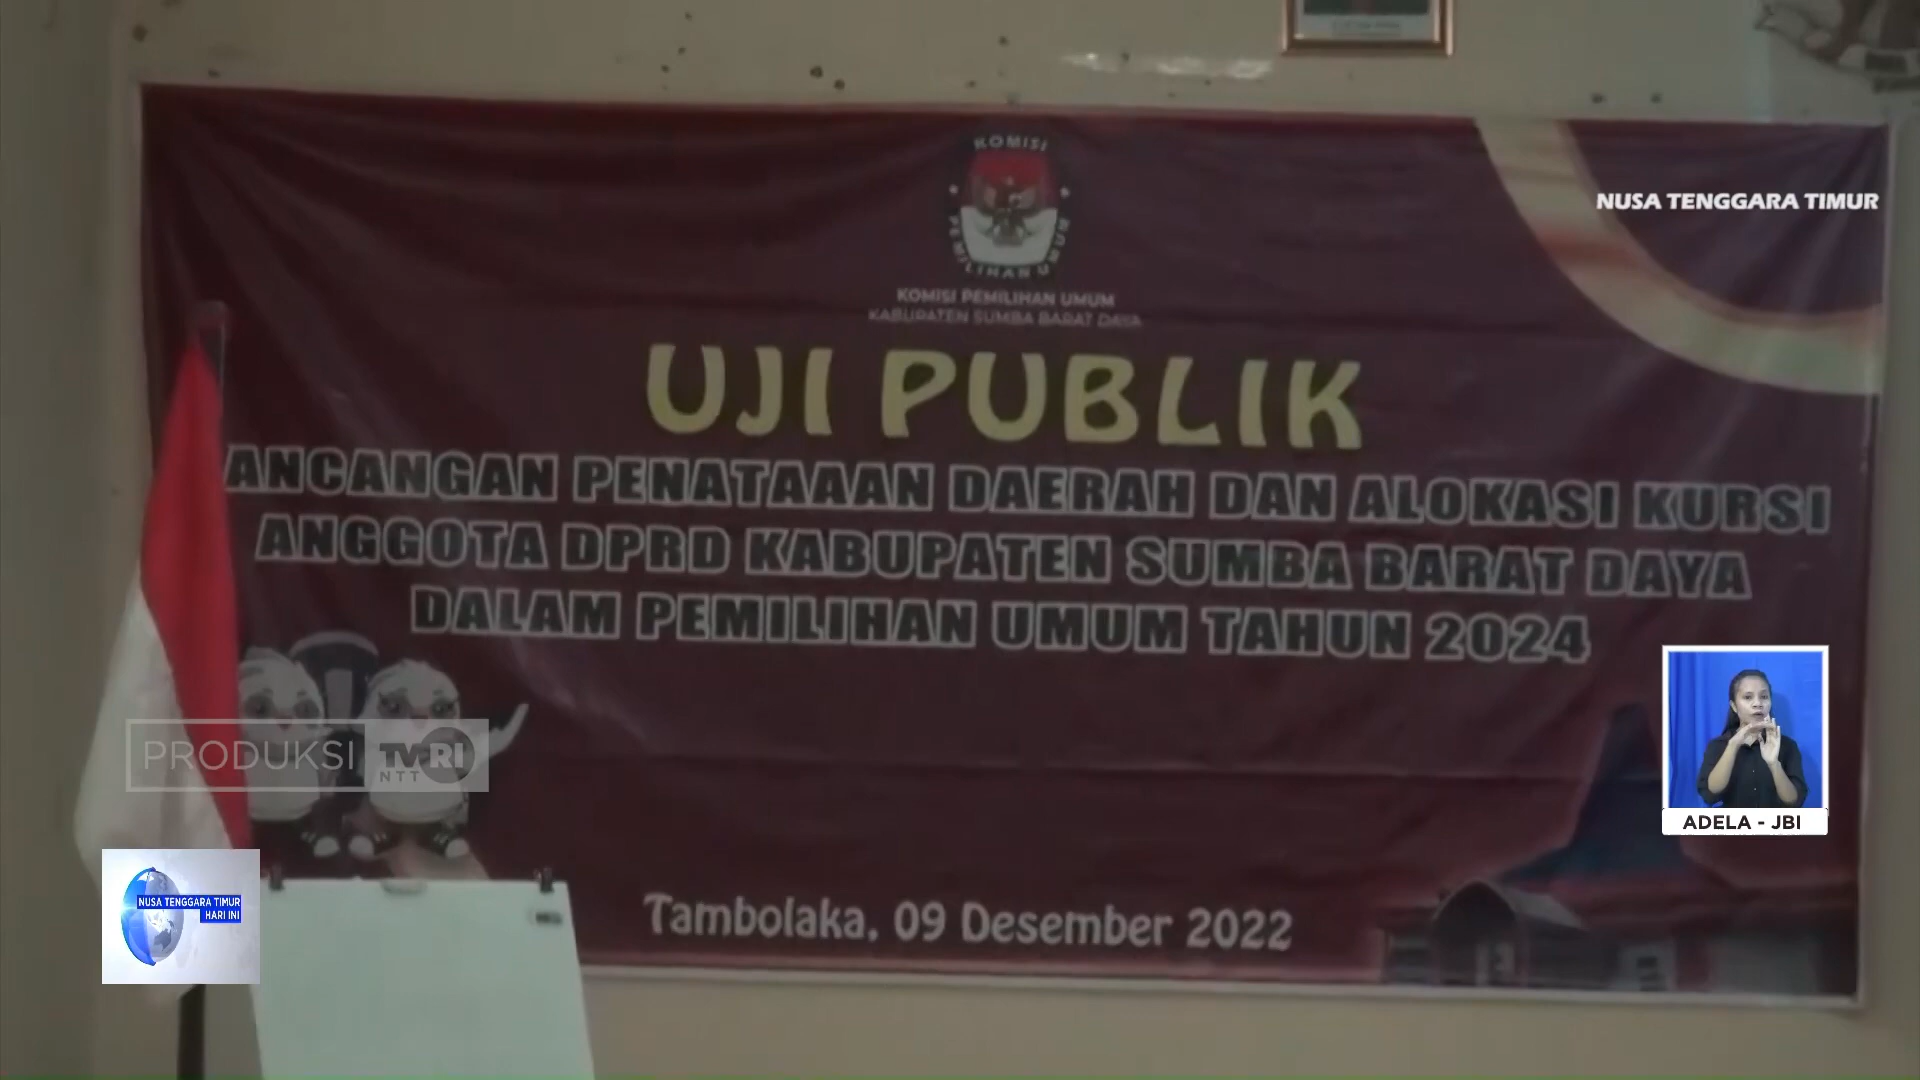 NUSA TENGGARA TIMUR
KOMISI
PEMILIHAN UMUM
KOMISI PEMILIHAN UMUM
KABUPATEN SUMBA BARAT DAYA
UJI PUBLIK
ANCANGAN PENATAAAN DAERAH DAN ALOKASI KURSI
ANGGOTA DPRD KABUPATEN SUMBA BARAT DAYA
DALAM PEMILIHAN UMUM TAHUN 2024
PRODUKSI TVRI
NTT
ADELA - JBI
NUSA TENGGARA TIMUR
HARI INI
Tambolaka, 09 Desember 2022